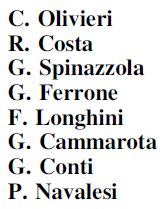 C. Olivieri
R. Costa
G. Spinazzola
G. Ferrone
F. Longhini
G. Cammarota
G. Conti
P. Navalesi